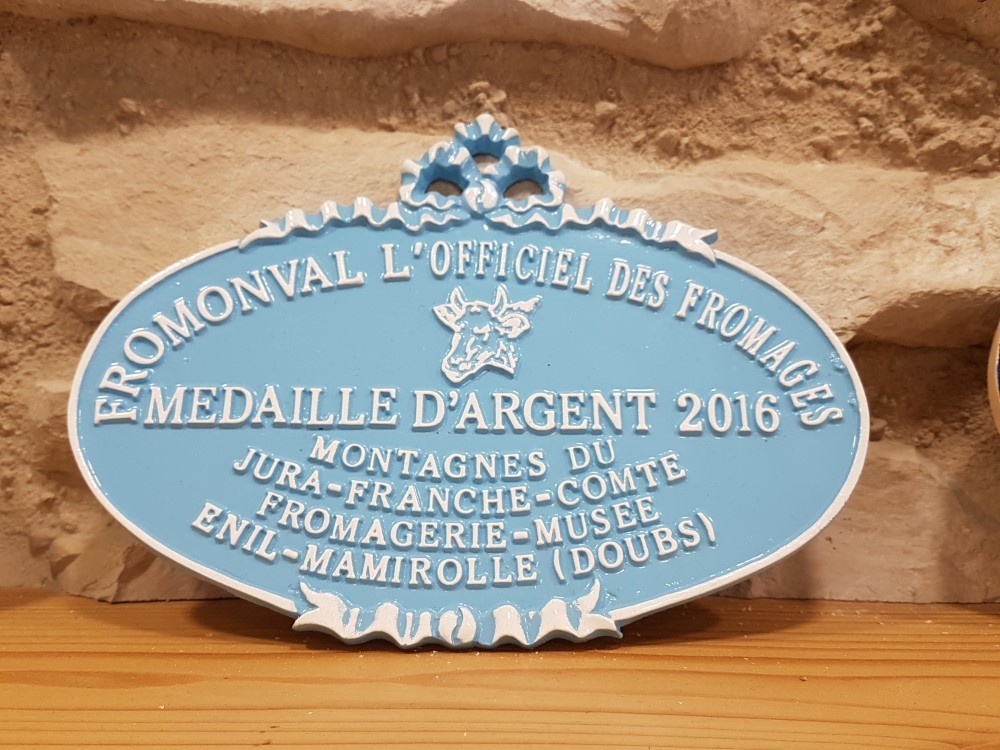 FROMONVAL L'OFFICIEL DES FROMAGES
MEDAILLE D'ARGENT 2016
MONTAGNES DU
JURA-FRANCHE-COMTE
FROMAGERIE-MUSEE
ENIL-MAMIROLLE (DOUBS)